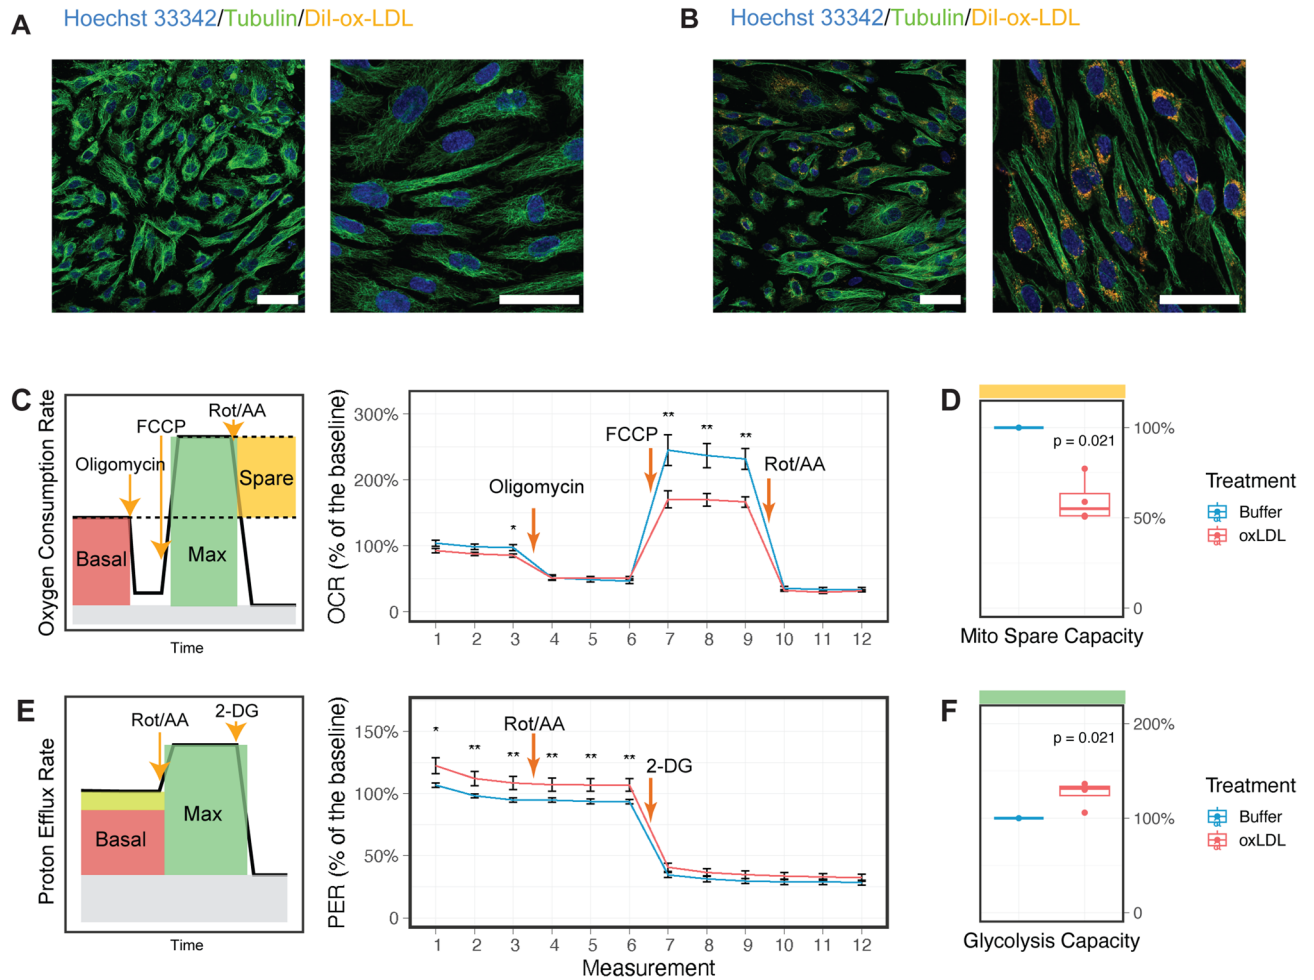 A
Hoechst 33342/Tubulin/Dil-ox-LDL
B
Hoechst 33342/Tubulin/Dil-ox-LDL
C
Oxygen Consumption Rate
Oligomycin
FCCP
Rot/AA
Basal
Max
Spare
Time
OCR (% of the baseline)
300%
200%
100%
0
Oligomycin
FCCP
Rot/AA
*
** ** **
1 2 3 4 5 6 7 8 9 10 11 12
D
p = 0.021
100%
50%
0
Mito Spare Capacity
Treatment
Buffer
oxLDL
E
Proton Efflux Rate
Rot/AA
2-DG
Basal
Max
Time
PER (% of the baseline)
150%
100%
50%
0
Rot/AA
2-DG
* ** ** ** ** **
1 2 3 4 5 6 7 8 9 10 11 12
Measurement
F
p = 0.021
200%
100%
0
Glycolysis Capacity
Treatment
Buffer
oxLDL